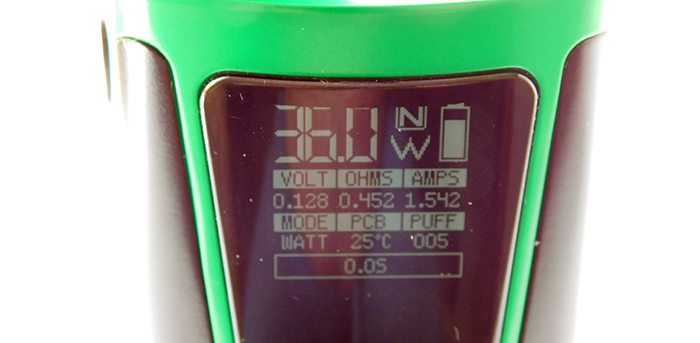 36.0 N W
VOLT OHMS AMPS
0.128 0.452 1.542
MODE PCB PUFF
WATT 25°C 005
0.0S